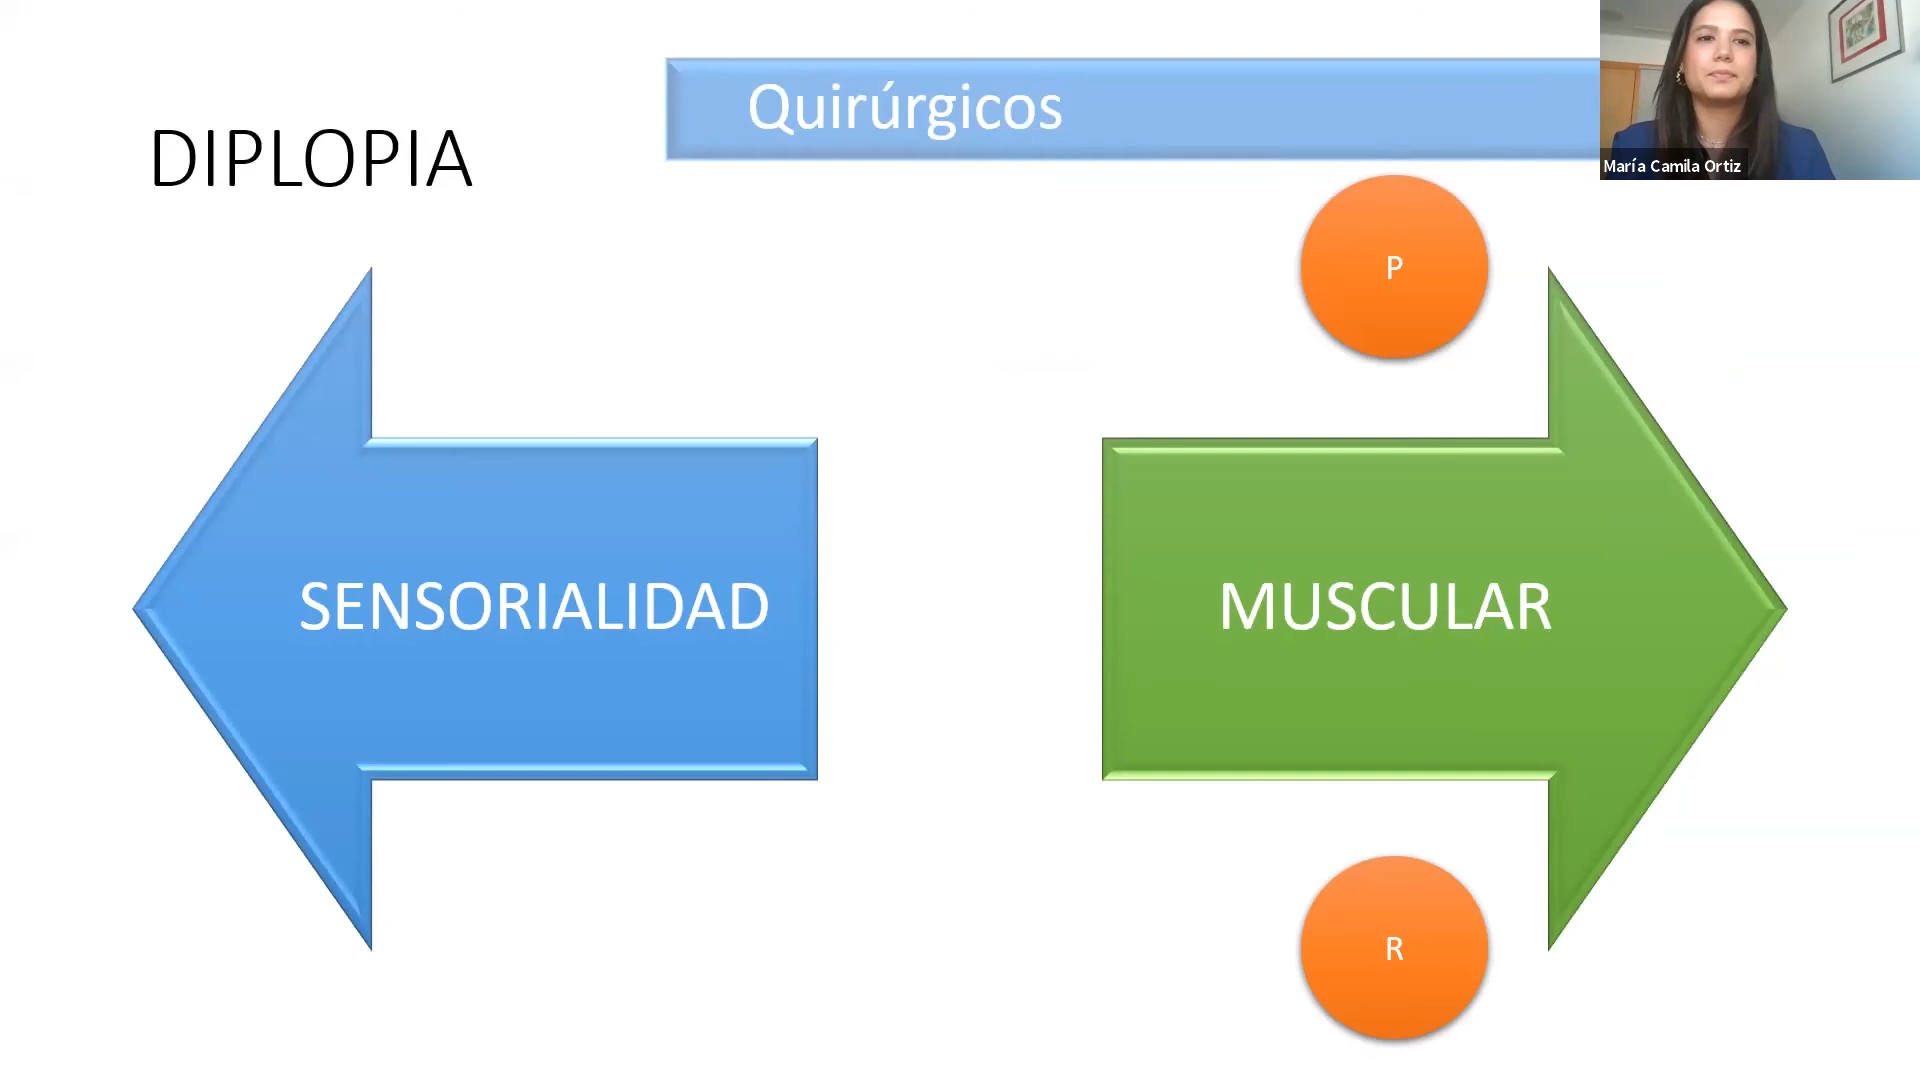 Quirúrgicos
DIPLOPIA
María Camila Ortiz
P
SENSORIALIDAD
MUSCULAR
R